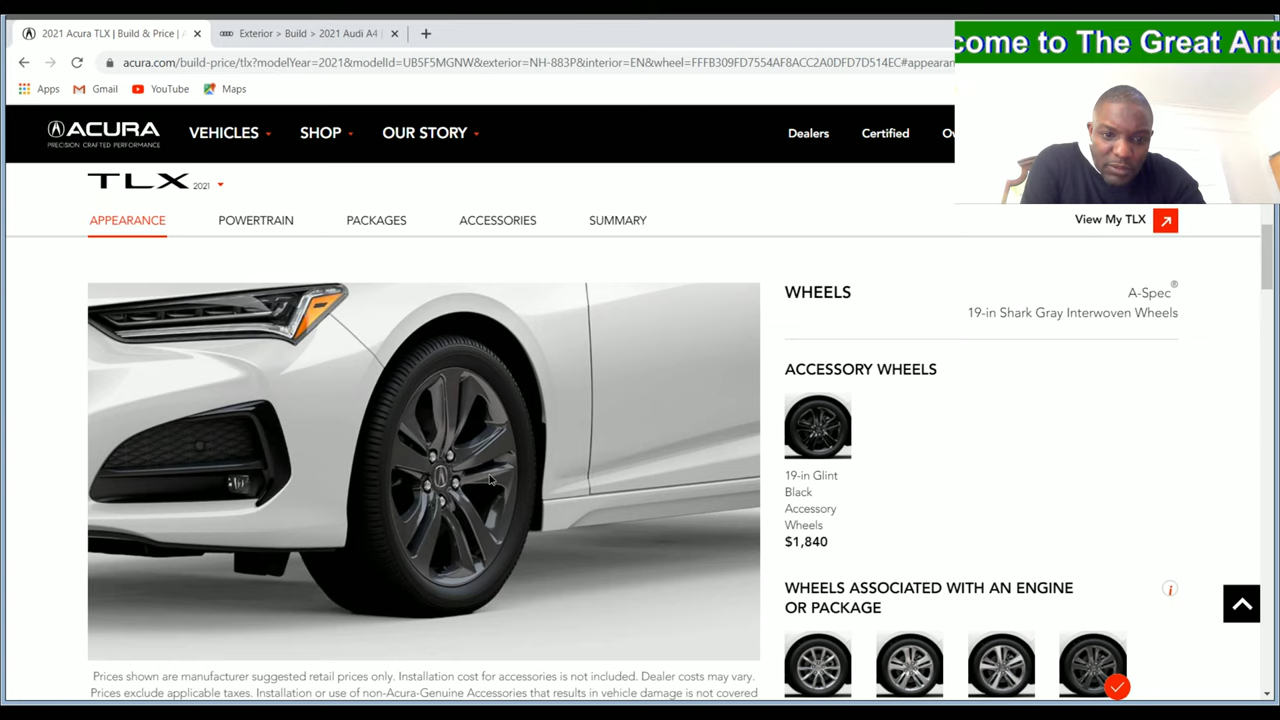 2021 Acura TLX | Build & Price | A
Exterior > Build > 2021 Audi A4
come to The Great Ant
acura.com/build-price/tlx?modelYear=2021&modelId=UB5F5MGNW&exterior=NH-883P&interior=EN&wheel=FFFB309FD7554AF8ACC2A0DFD7D514EC#appearan
Apps
Gmail
YouTube
Maps
ACURA
PRECISION CRAFTED PERFORMANCE
VEHICLES
SHOP
OUR STORY
Dealers
Certified
Ow
TLX 2021
APPEARANCE
POWERTRAIN
PACKAGES
ACCESSORIES
SUMMARY
View My TLX
WHEELS
A-Spec®
19-in Shark Gray Interwoven Wheels
ACCESSORY WHEELS
19-in Glint
Black
Accessory
Wheels
$1,840
WHEELS ASSOCIATED WITH AN ENGINE
OR PACKAGE
i
Prices shown are manufacturer suggested retail prices only. Installation cost for accessories is not included. Dealer costs may vary.
Prices exclude applicable taxes. Installation or use of non-Acura-Genuine Accessories that results in vehicle damage is not covered